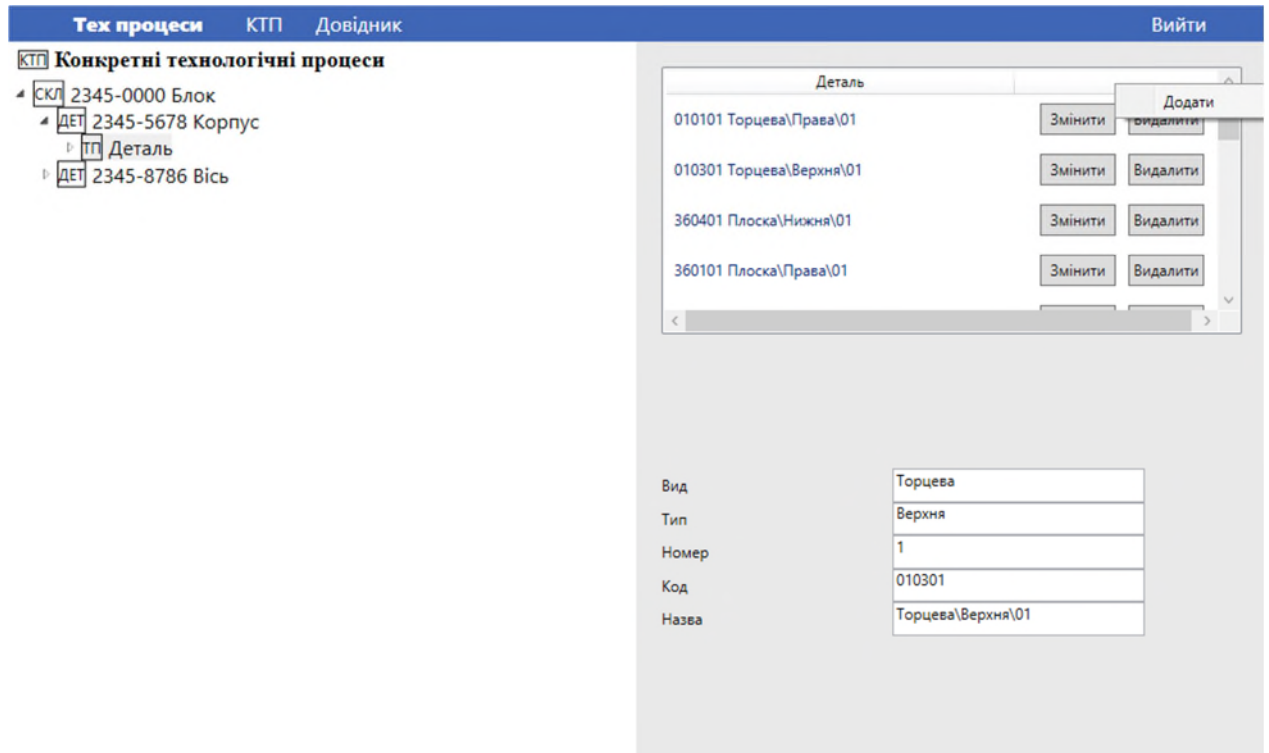 Тех процеси КТП Довідник Вийти
КТП Конкретні технологічні процеси
СКЛ 2345-0000 Блок
ДЕТ 2345-5678 Корпус
ТП Деталь
ДЕТ 2345-8786 Вісь
Деталь
Додати
010101 Торцева\Права\01 Змінити Видалити
010301 Торцева\Верхня\01 Змінити Видалити
360401 Плоска\Нижня\01 Змінити Видалити
360101 Плоска\Права\01 Змінити Видалити
Вид Торцева
Тип Верхня
Номер 1
Код 010301
Назва Торцева\Верхня\01